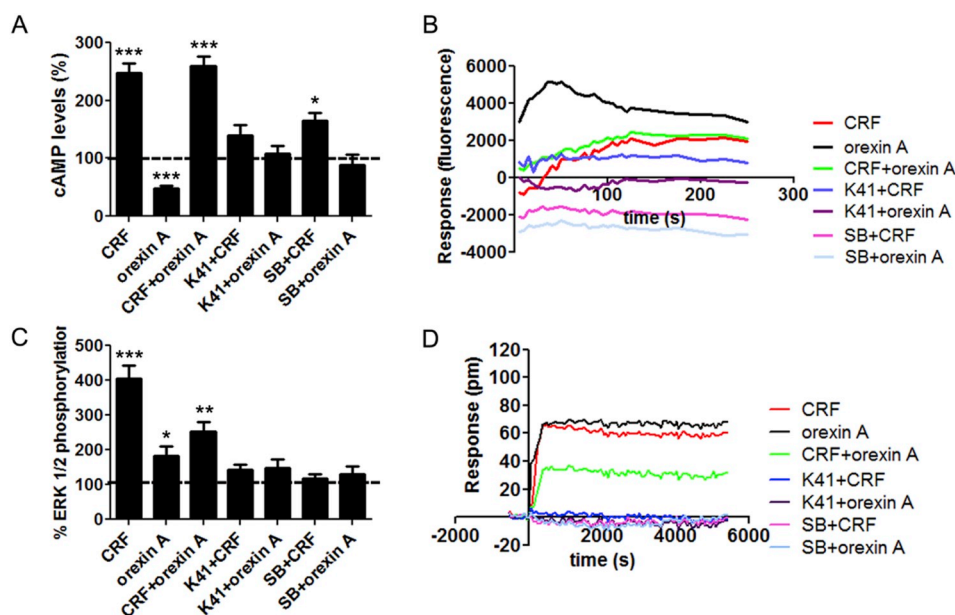 A
cAMP levels (%)
300
200
100
0
***
***
***
*
CRF
orexin A
CRF+orexin A
K41+CRF
K41+orexin A
SB+CRF
SB+orexin A
B
Response (fluorescence)
6000
4000
2000
0
-2000
-4000
100
200
300
time (s)
CRF
orexin A
CRF+orexin A
K41+CRF
K41+orexin A
SB+CRF
SB+orexin A
C
% ERK 1/2 phosphorylation
500
400
300
200
100
0
***
*
**
CRF
orexin A
CRF+orexin A
K41+CRF
K41+orexin A
SB+CRF
SB+orexin A
D
Response (pm)
120
100
80
60
40
20
0
-20
-2000
2000
4000
6000
time (s)
CRF
orexin A
CRF+orexin A
K41+CRF
K41+orexin A
SB+CRF
SB+orexin A